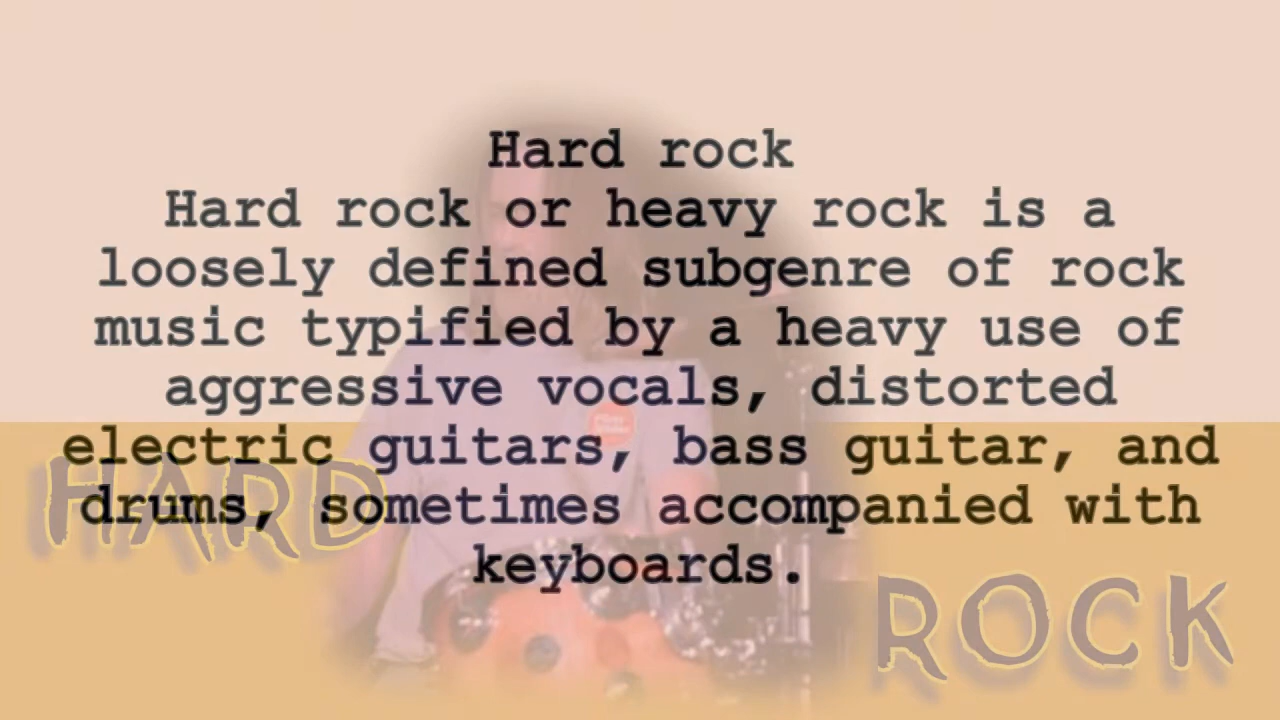 Hard rock
Hard rock or heavy rock is a
loosely defined subgenre of rock
music typified by a heavy use of
aggressive vocals, distorted
electric guitars, bass guitar, and
drums, sometimes accompanied with
keyboards.
HARD
ROCK